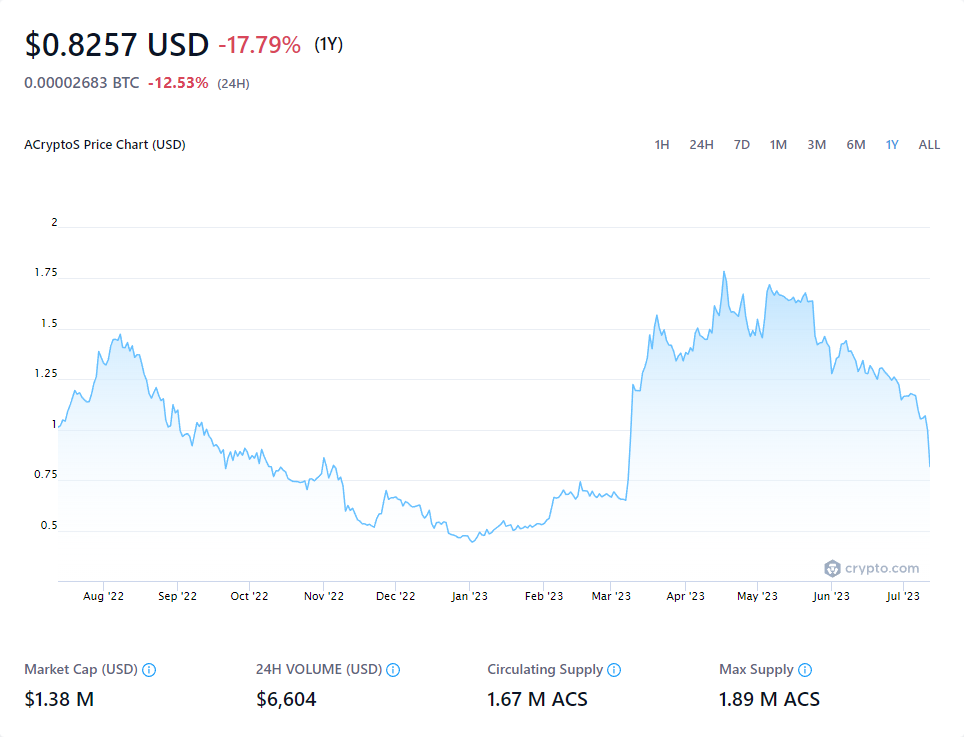 $0.8257 USD -17.79% (1Y)
0.00002683 BTC -12.53% (24H)
ACryptoS Price Chart (USD) 1H 24H 7D 1M 3M 6M 1Y ALL
2
1.75
1.5
1.25
1
0.75
0.5
crypto.com
Aug '22 Sep '22 Oct '22 Nov '22 Dec '22 Jan '23 Feb '23 Mar '23 Apr '23 May '23 Jun '23 Jul '23
Market Cap (USD) 24H VOLUME (USD) Circulating Supply Max Supply
$1.38 M $6,604 1.67 M ACS 1.89 M ACS